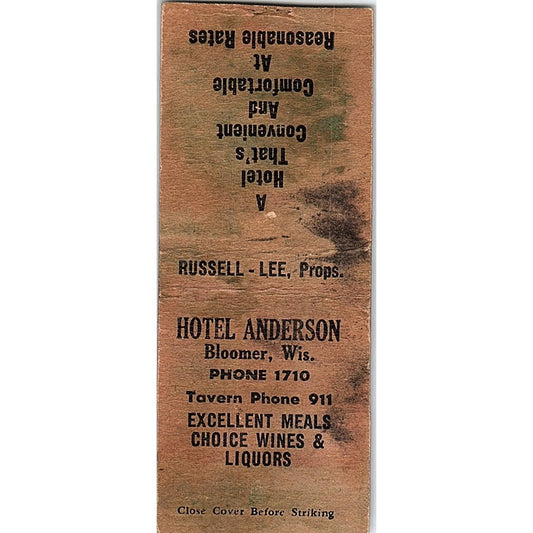 A
Hotel
That's
Convenient
And
Comfortable
At
Reasonable Rates
RUSSELL - LEE, Props.
HOTEL ANDERSON
Bloomer, Wis.
PHONE 1710
Tavern Phone 911
EXCELLENT MEALS
CHOICE WINES &
LIQUORS
Close Cover Before Striking